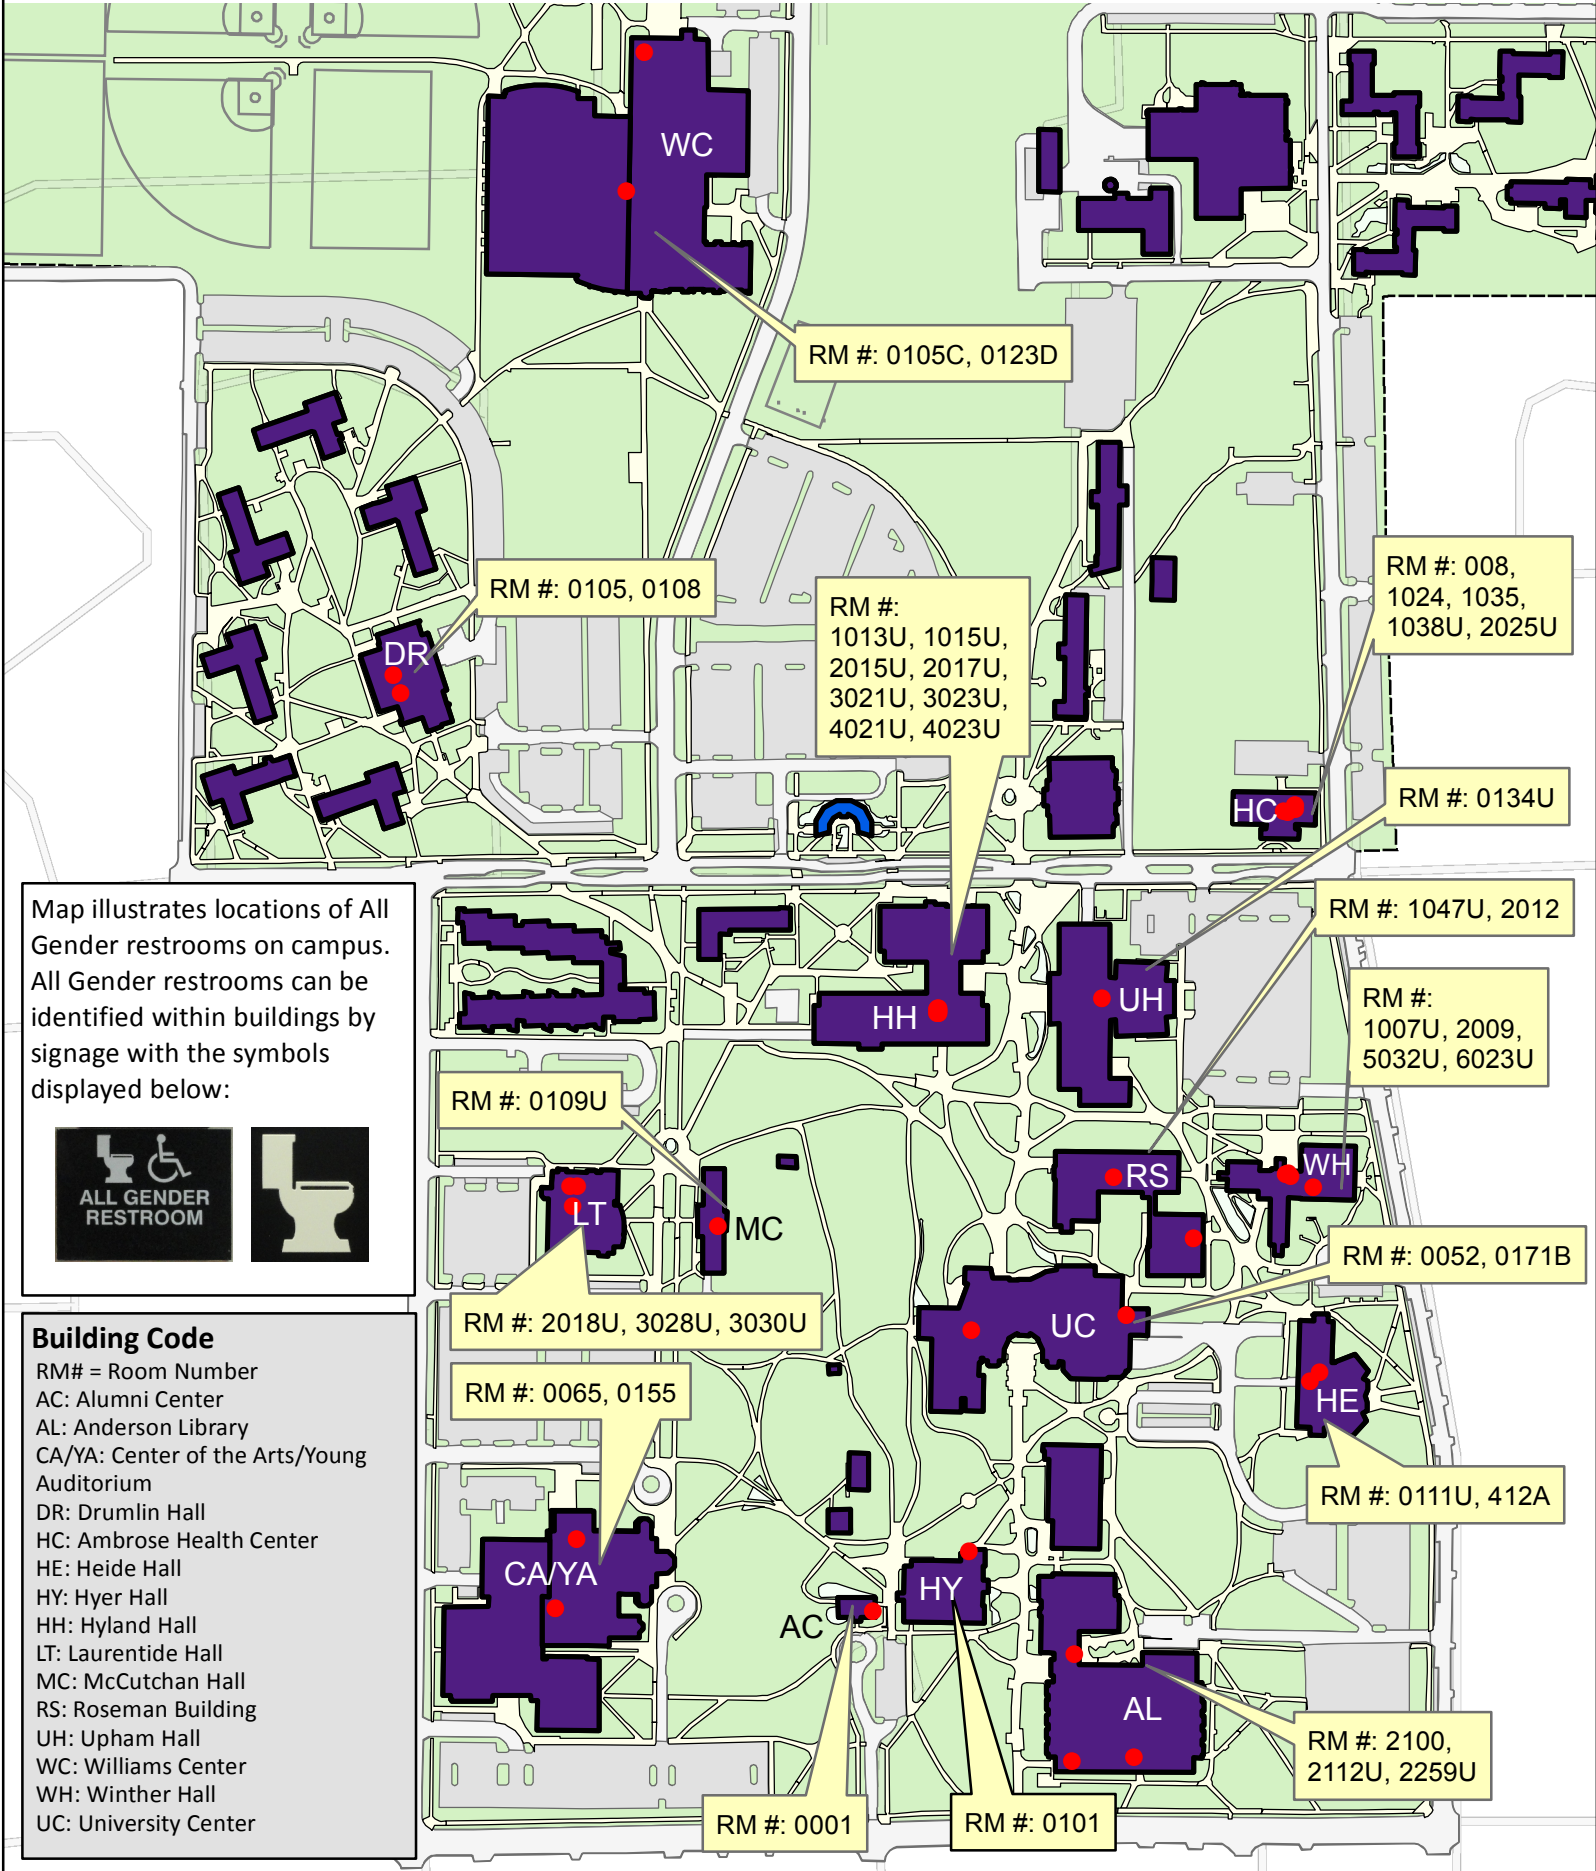 WC
RM #: 0105C, 0123D
RM #: 0105, 0108
DR
RM #:
1013U, 1015U,
2015U, 2017U,
3021U, 3023U,
4021U, 4023U
RM #: 008,
1024, 1035,
1038U, 2025U
HC
RM #: 0134U
RM #: 1047U, 2012
HH
UH
RM #:
1007U, 2009,
5032U, 6023U
Map illustrates locations of All
Gender restrooms on campus.
All Gender restrooms can be
identified within buildings by
signage with the symbols
displayed below:
ALL GENDER
RESTROOM
RM #: 0109U
LT
MC
RS
WH
RM #: 0052, 0171B
RM #: 2018U, 3028U, 3030U
UC
RM #: 0065, 0155
HE
RM #: 0111U, 412A
CA/YA
AC
HY
AL
RM #: 2100,
2112U, 2259U
RM #: 0001
RM #: 0101
Building Code
RM# = Room Number
AC: Alumni Center
AL: Anderson Library
CA/YA: Center of the Arts/Young
Auditorium
DR: Drumlin Hall
HC: Ambrose Health Center
HE: Heide Hall
HY: Hyer Hall
HH: Hyland Hall
LT: Laurentide Hall
MC: McCutchan Hall
RS: Roseman Building
UH: Upham Hall
WC: Williams Center
WH: Winther Hall
UC: University Center